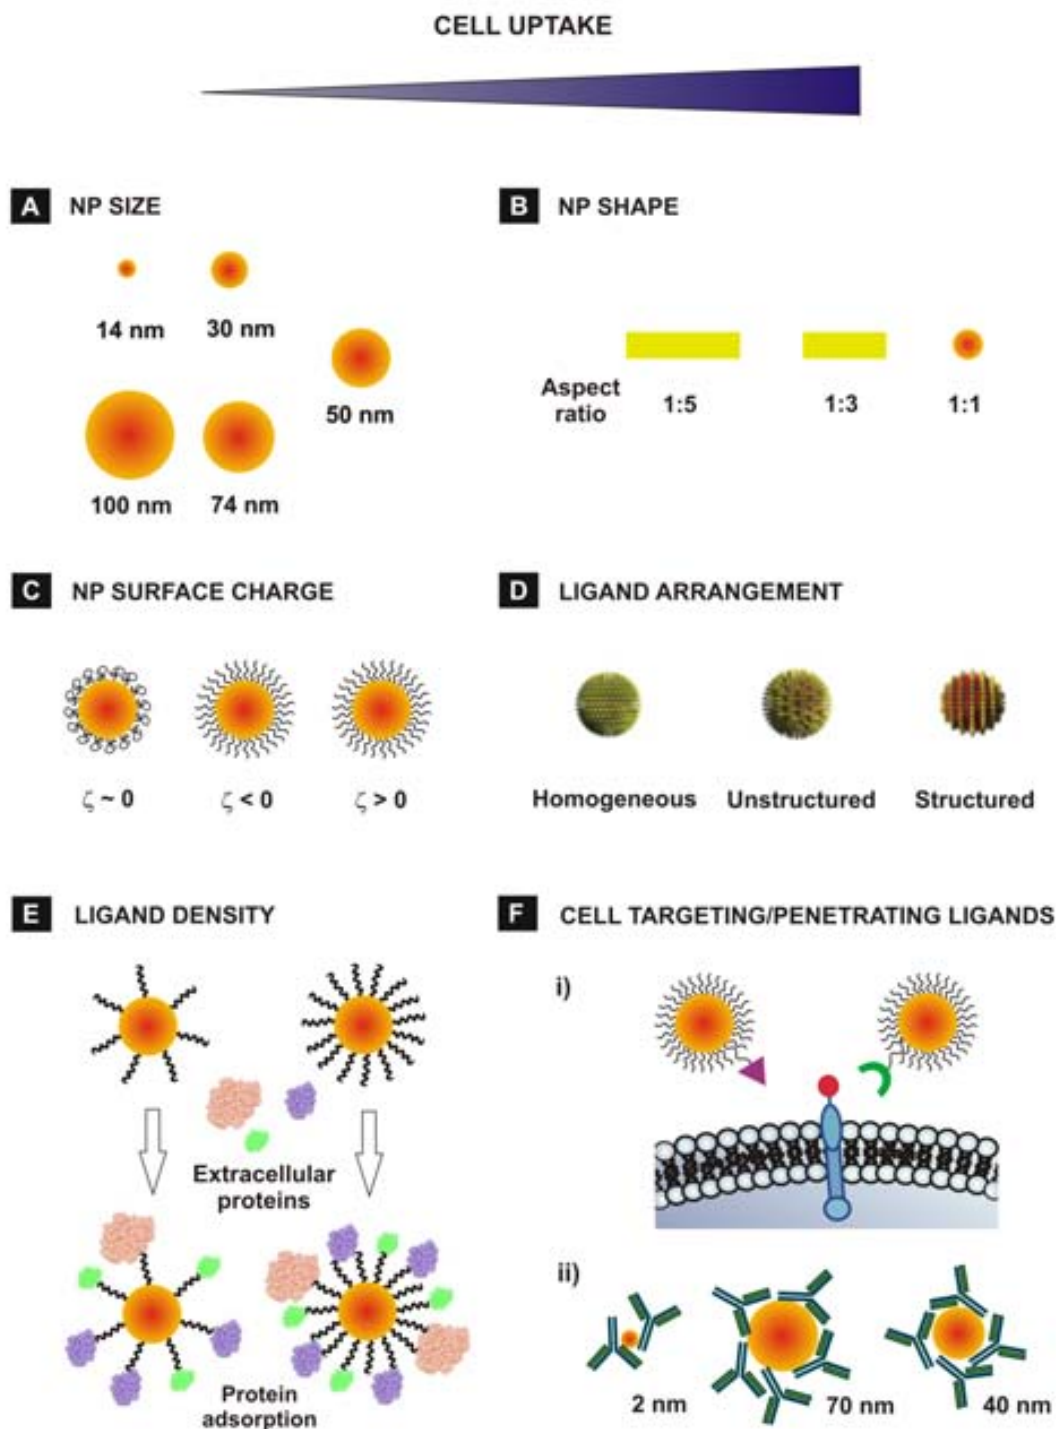 CELL UPTAKE
A NP SIZE
14 nm
30 nm
50 nm
100 nm
74 nm
B NP SHAPE
Aspect
ratio
1:5
1:3
1:1
C NP SURFACE CHARGE
ζ ~ 0
ζ < 0
ζ > 0
D LIGAND ARRANGEMENT
Homogeneous
Unstructured
Structured
E LIGAND DENSITY
Extracellular
proteins
Protein
adsorption
F CELL TARGETING/PENETRATING LIGANDS
i)
ii)
2 nm
70 nm
40 nm